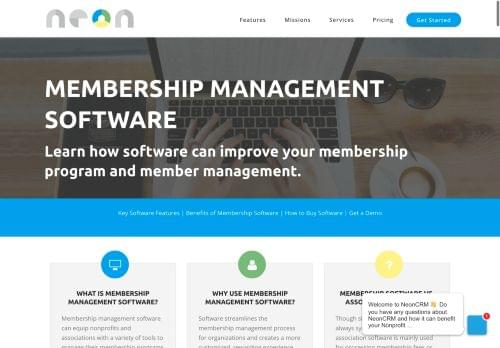 neon
Features
Missions
Services
Pricing
Get Started
MEMBERSHIP MANAGEMENT
SOFTWARE
Learn how software can improve your membership
program and member management.
Key Software Features | Benefits of Membership Software | How to Buy Software | Get a Demo
WHAT IS MEMBERSHIP
MANAGEMENT SOFTWARE?
Membership management software
can equip nonprofits and
associations with a variety of tools to
manage their membership programs
WHY USE MEMBERSHIP
MANAGEMENT SOFTWARE?
Software streamlines the
membership management process
for organizations and creates a more
customized, rewarding experience
?
MEMBERSHIP SOFTWARE VS
ASSO
Though s
always sy
software is mainly used
for processing membership fees or
Welcome to NeonCRM 👋 Do
you have any questions about
NeonCRM and how it can benefit
your Nonprofit ...
1